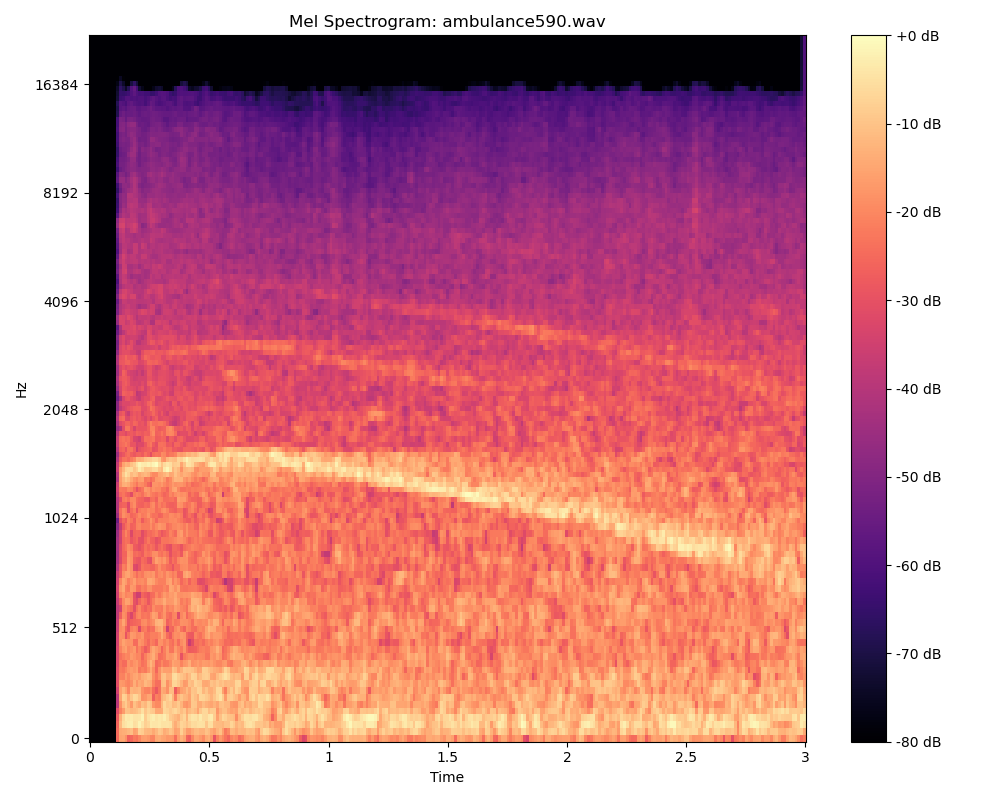 Mel Spectrogram: ambulance590.wav
16384
8192
4096
2048
1024
512
0
Hz
0
0.5
1
1.5
2
2.5
3
Time
+0 dB
-10 dB
-20 dB
-30 dB
-40 dB
-50 dB
-60 dB
-70 dB
-80 dB